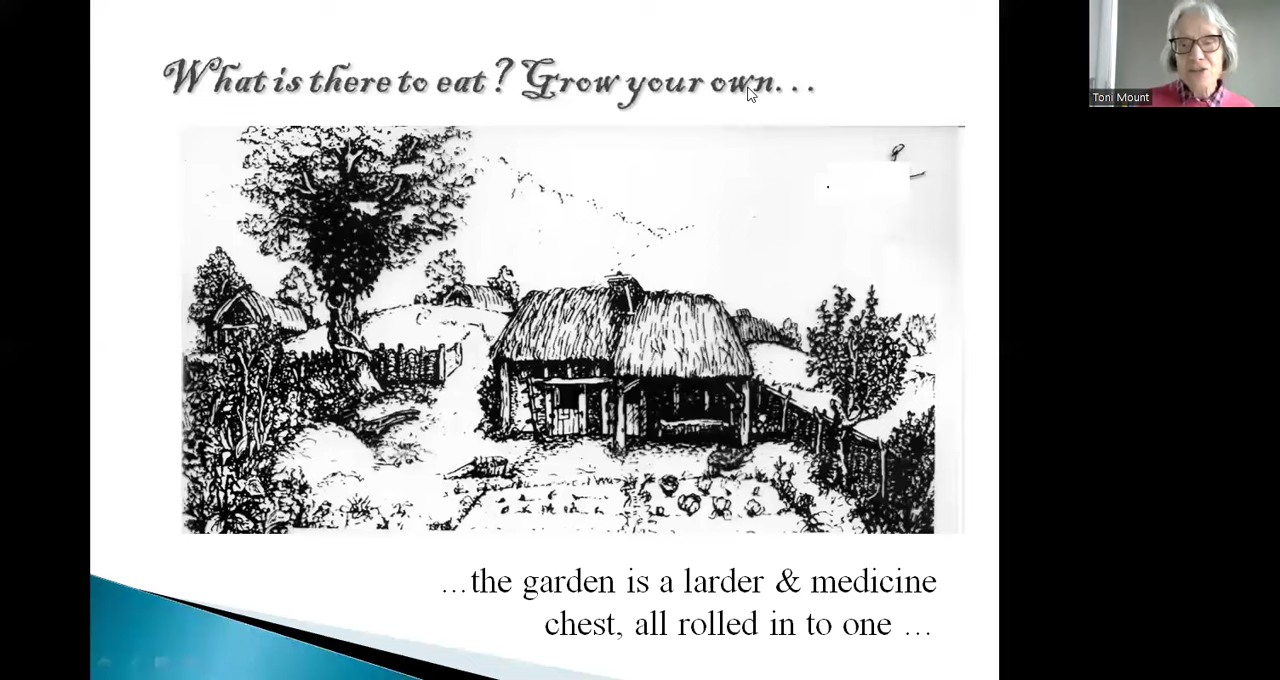 What is there to eat? Grow your own...
Toni Mount
...the garden is a larder & medicine
chest, all rolled in to one ...